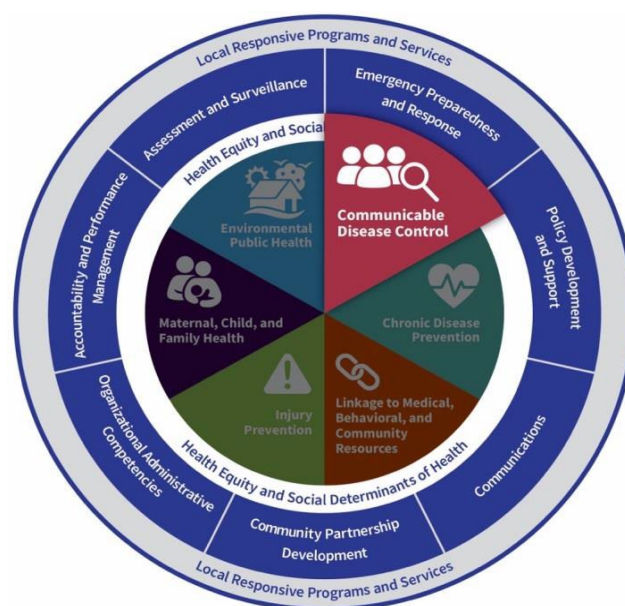 Local Responsive Programs and Services
Assessment and Surveillance
Emergency Preparedness
and Response
Policy Development
and Support
Communications
Community Partnership
Development
Organizational Administrative
Competencies
Accountability and Performance
Management
Health Equity and Social
Communicable
Disease Control
Chronic Disease
Prevention
Linkage to Medical,
Behavioral, and
Community
Resources
Injury
Prevention
Maternal, Child, and
Family Health
Environmental
Public Health
Health Equity and Social Determinants of Health
Local Responsive Programs and Services